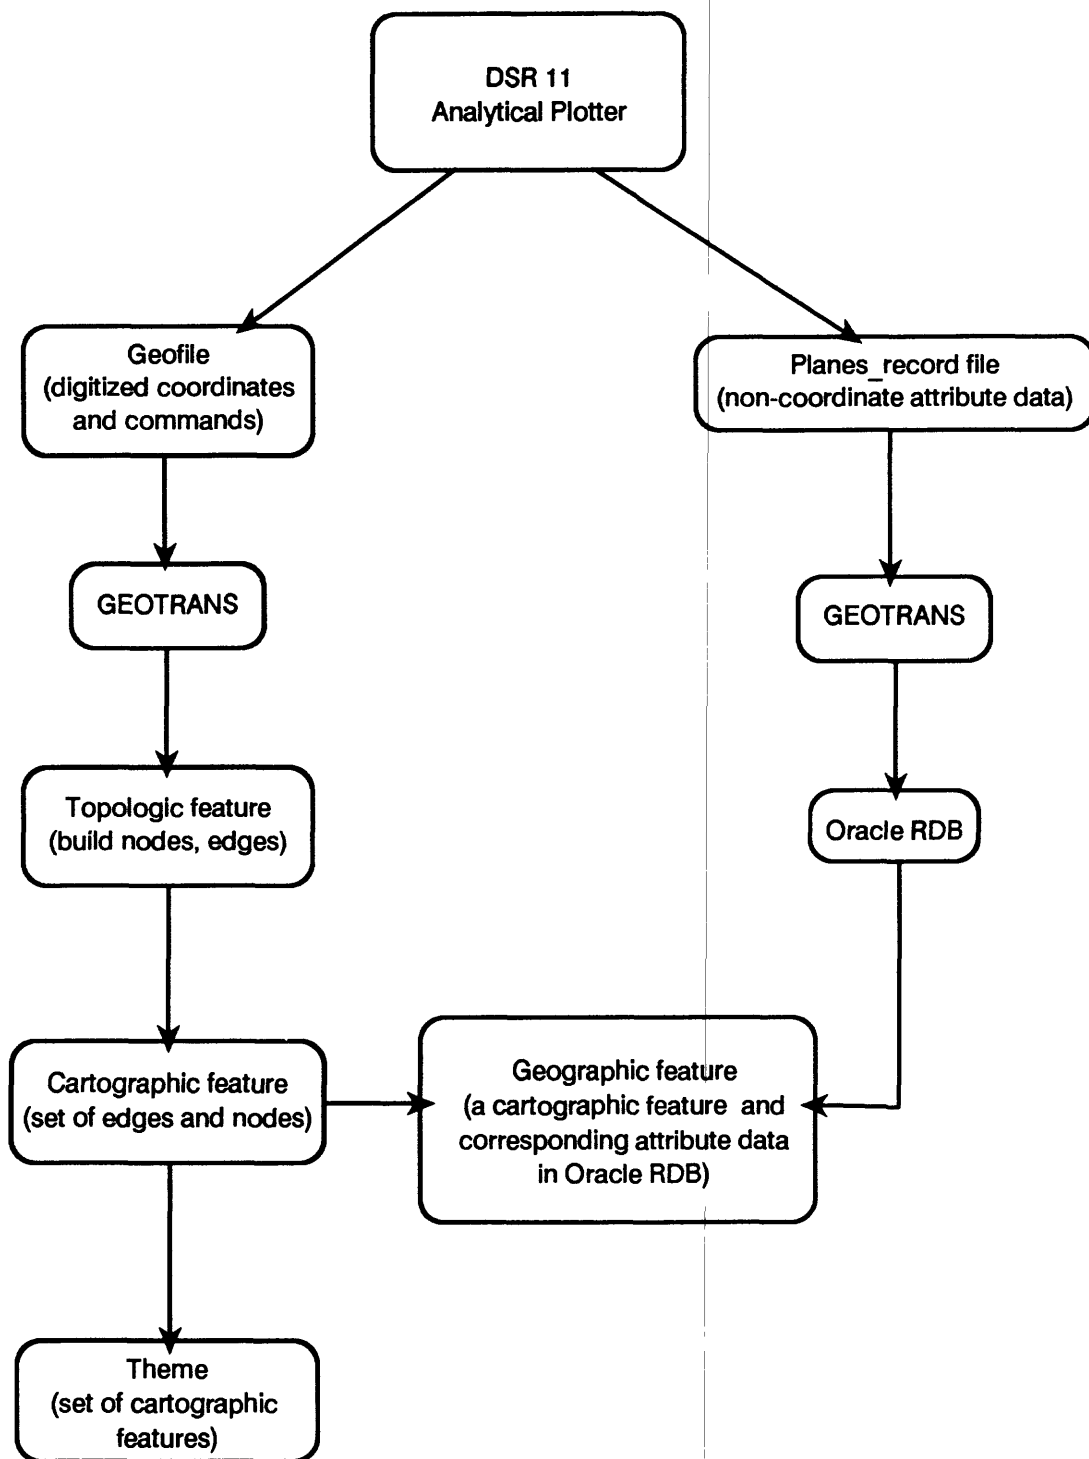 DSR 11
Analytical Plotter
Geofile
(digitized coordinates
and commands)
Planes_record file
(non-coordinate attribute data)
GEOTRANS
GEOTRANS
Topologic feature
(build nodes, edges)
Oracle RDB
Cartographic feature
(set of edges and nodes)
Geographic feature
(a cartographic feature and
corresponding attribute data
in Oracle RDB)
Theme
(set of cartographic
features)